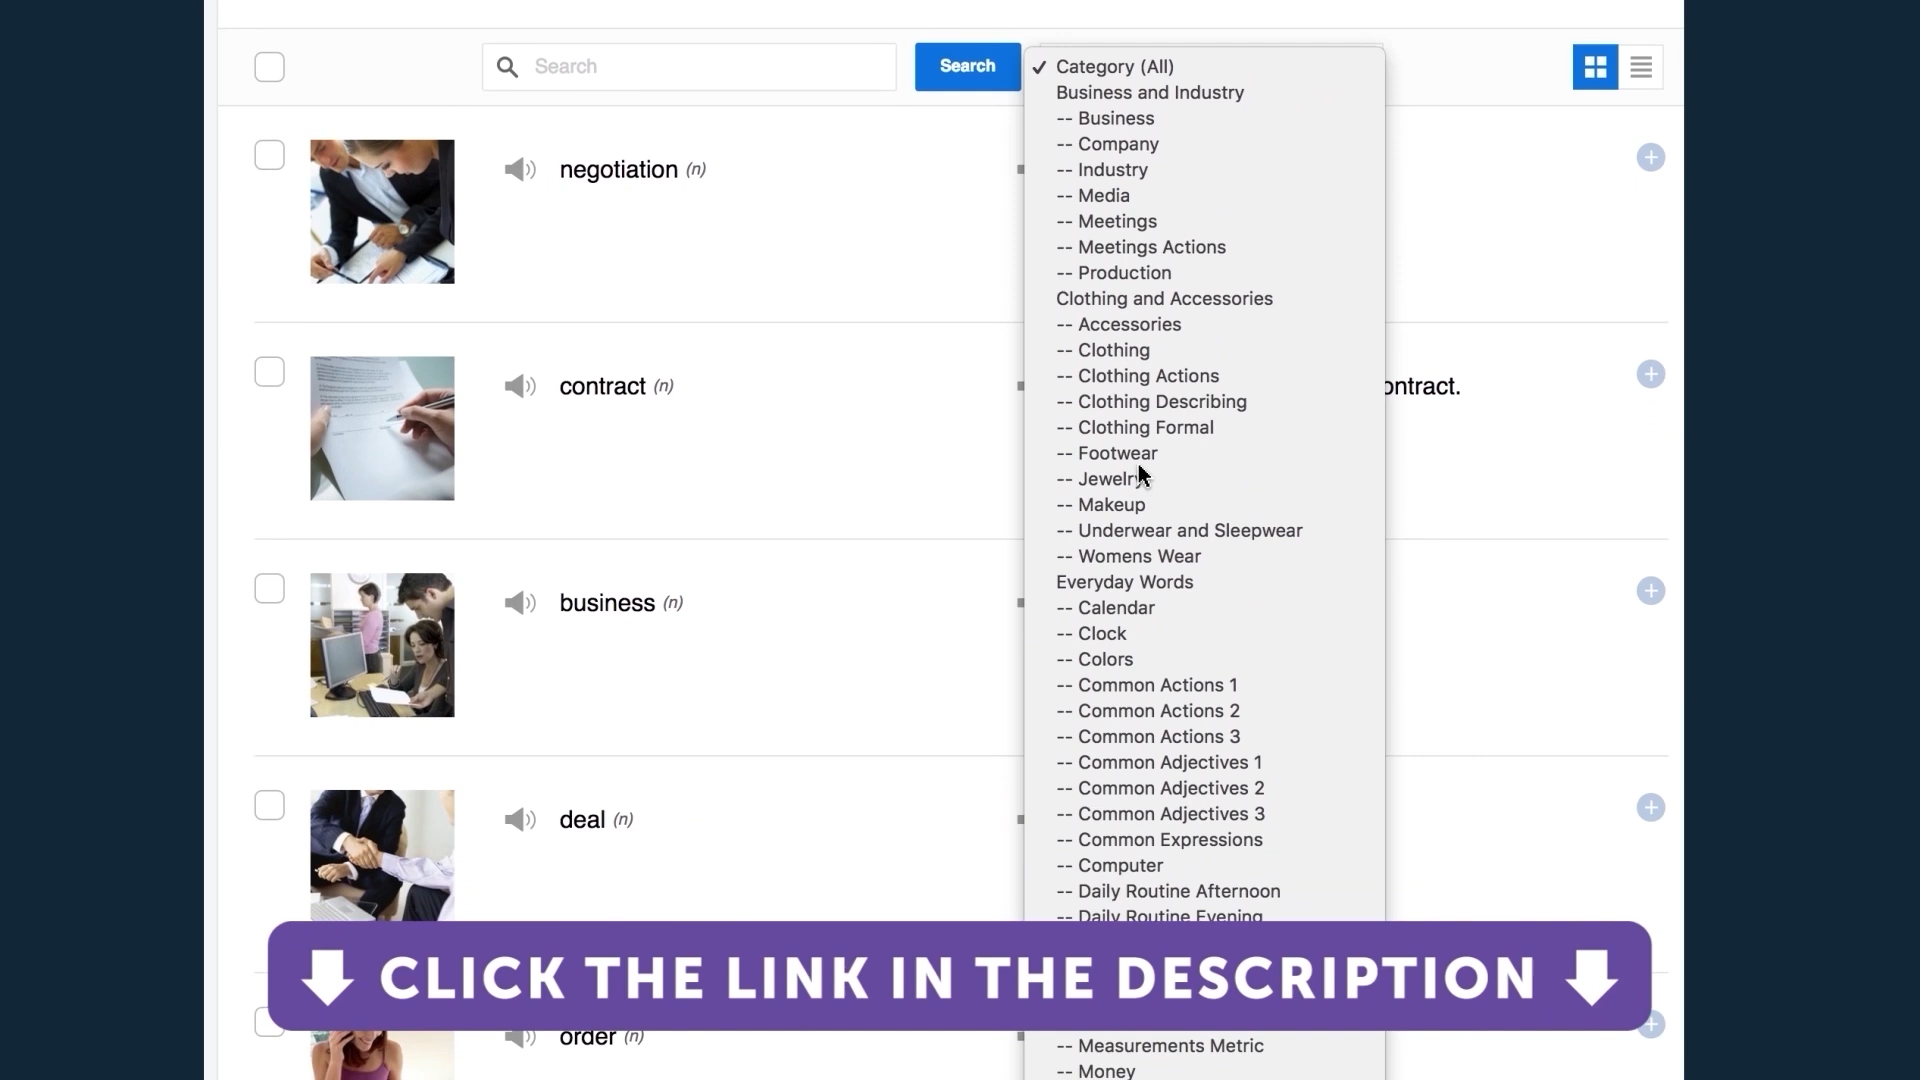 Search
Search
✓ Category (All)
Business and Industry
-- Business
-- Company
-- Industry
-- Media
-- Meetings
-- Meetings Actions
-- Production
Clothing and Accessories
-- Accessories
-- Clothing
-- Clothing Actions
-- Clothing Describing
-- Clothing Formal
-- Footwear
-- Jewelry
-- Makeup
-- Underwear and Sleepwear
-- Womens Wear
Everyday Words
-- Calendar
-- Clock
-- Colors
-- Common Actions 1
-- Common Actions 2
-- Common Actions 3
-- Common Adjectives 1
-- Common Adjectives 2
-- Common Adjectives 3
-- Common Expressions
-- Computer
-- Daily Routine Afternoon
-- Daily Routine Evening
-- Measurements Metric
-- Money
negotiation (n)
contract (n)
ontract.
business (n)
deal (n)
order (n)
CLICK THE LINK IN THE DESCRIPTION